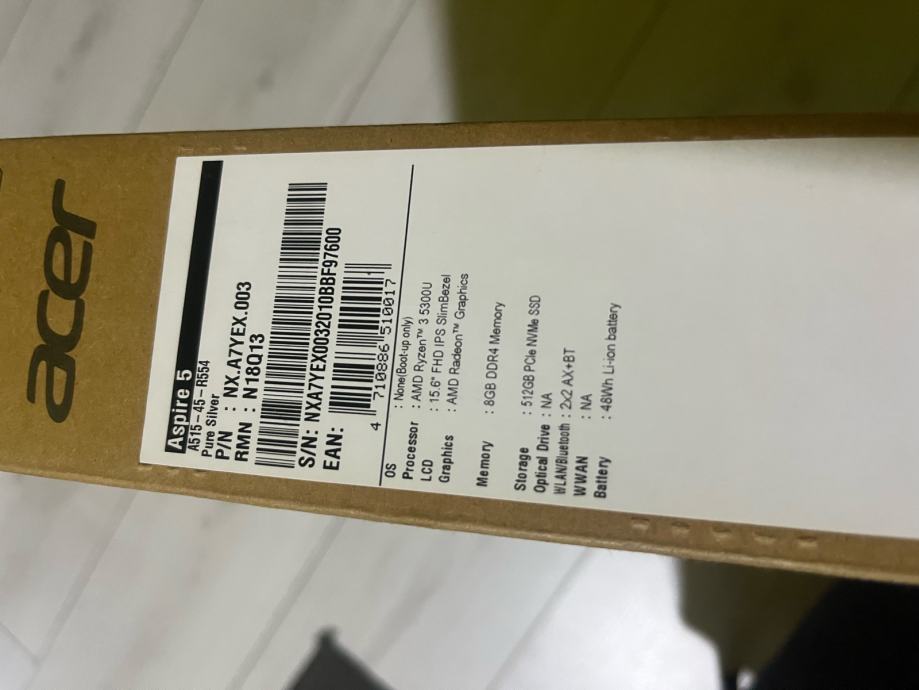 acer
Aspire 5
A515-45-R554
Pure Silver
P/N : NX.A7YEX.003
RMN : N18Q13
S/N: NXA7YEX0032010BBF97600
EAN:
4 710886 510017
OS : None(Boot-up only)
Processor : AMD Ryzen™ 3 5300U
LCD : 15.6" FHD IPS SlimBezel
Graphics : AMD Radeon™ Graphics
Memory : 8GB DDR4 Memory
Storage : 512GB PCIe NVMe SSD
Optical Drive : NA
WLAN/Bluetooth : 2x2 AX+BT
WWAN : NA
Battery : 48Wh Li-ion battery